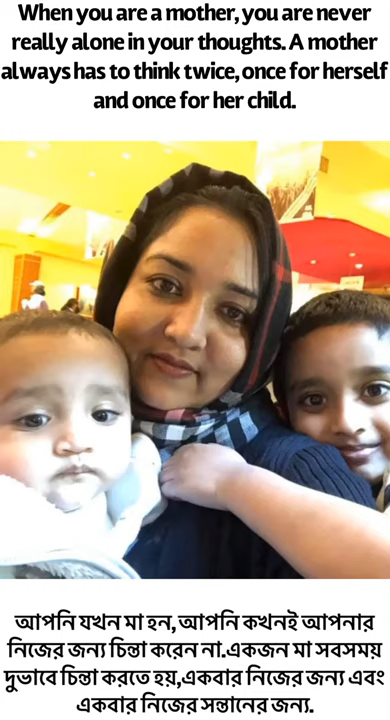 When you are a mother, you are never
really alone in your thoughts. A mother
always has to think twice, once for herself
and once for her child.
আপনি যখন মা হন, আপনি কখনই আপনার
নিজের জন্য চিন্তা করেন না.একজন মা সবসময়
দুভাবে চিন্তা করতে হয়,একবার নিজের জন্য এবং
একবার নিজের সন্তানের জন্য.